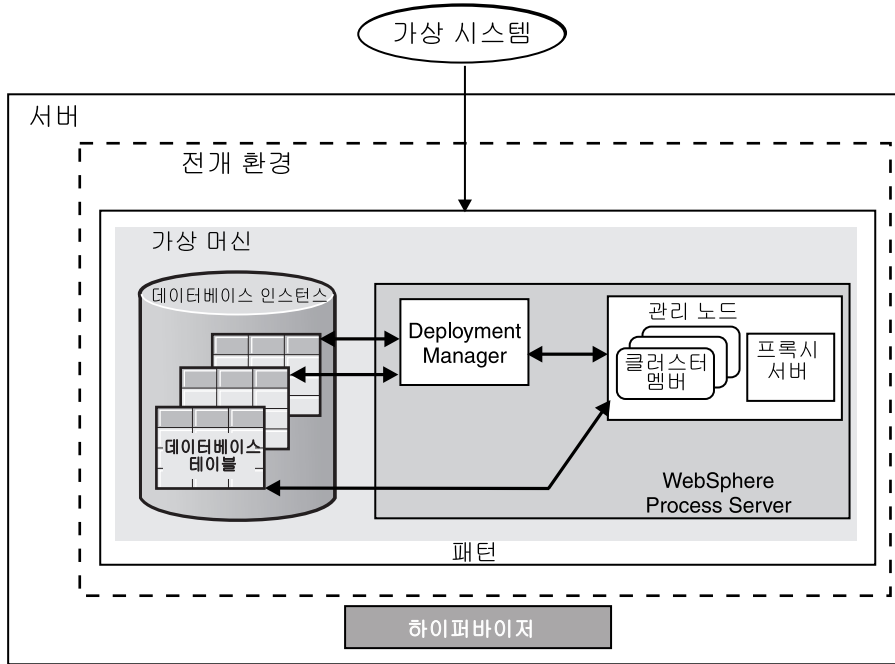 가상 시스템
서버
전개 환경
가상 머신
데이터베이스 인스턴스
데이터베이스
테이블
Deployment
Manager
관리 노드
클러스터
멤버
프록시
서버
WebSphere
Process Server
패턴
하이퍼바이저